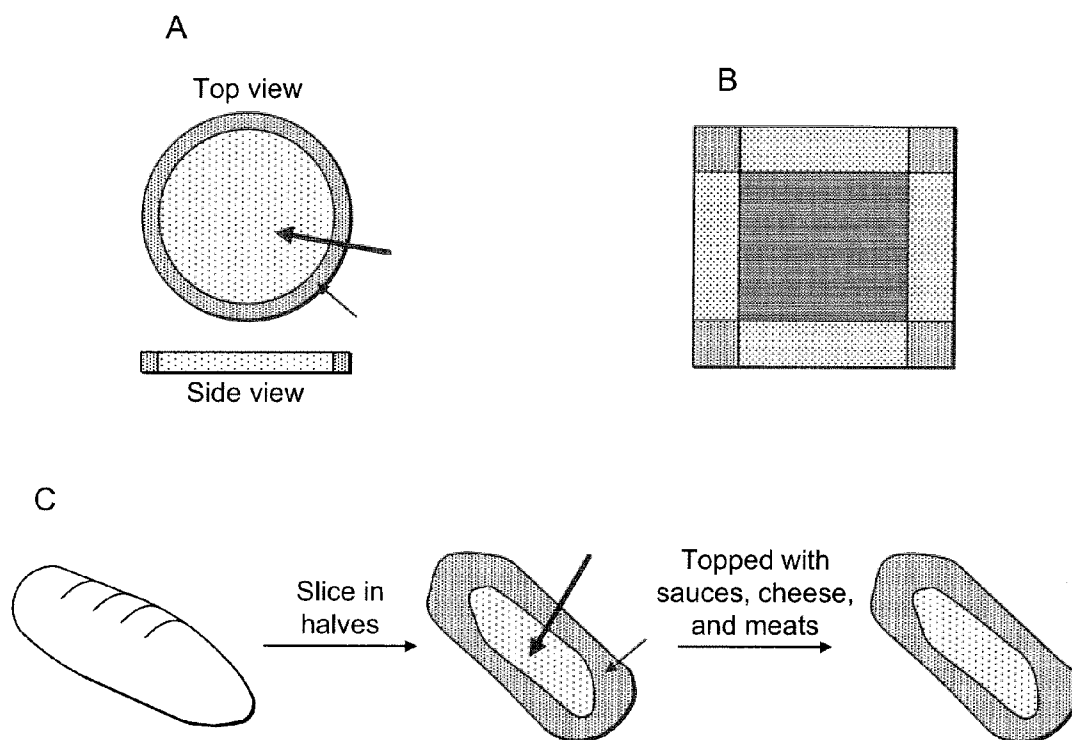 A
Top view
Side view
B
C
Slice in
halves
Topped with
sauces, cheese,
and meats